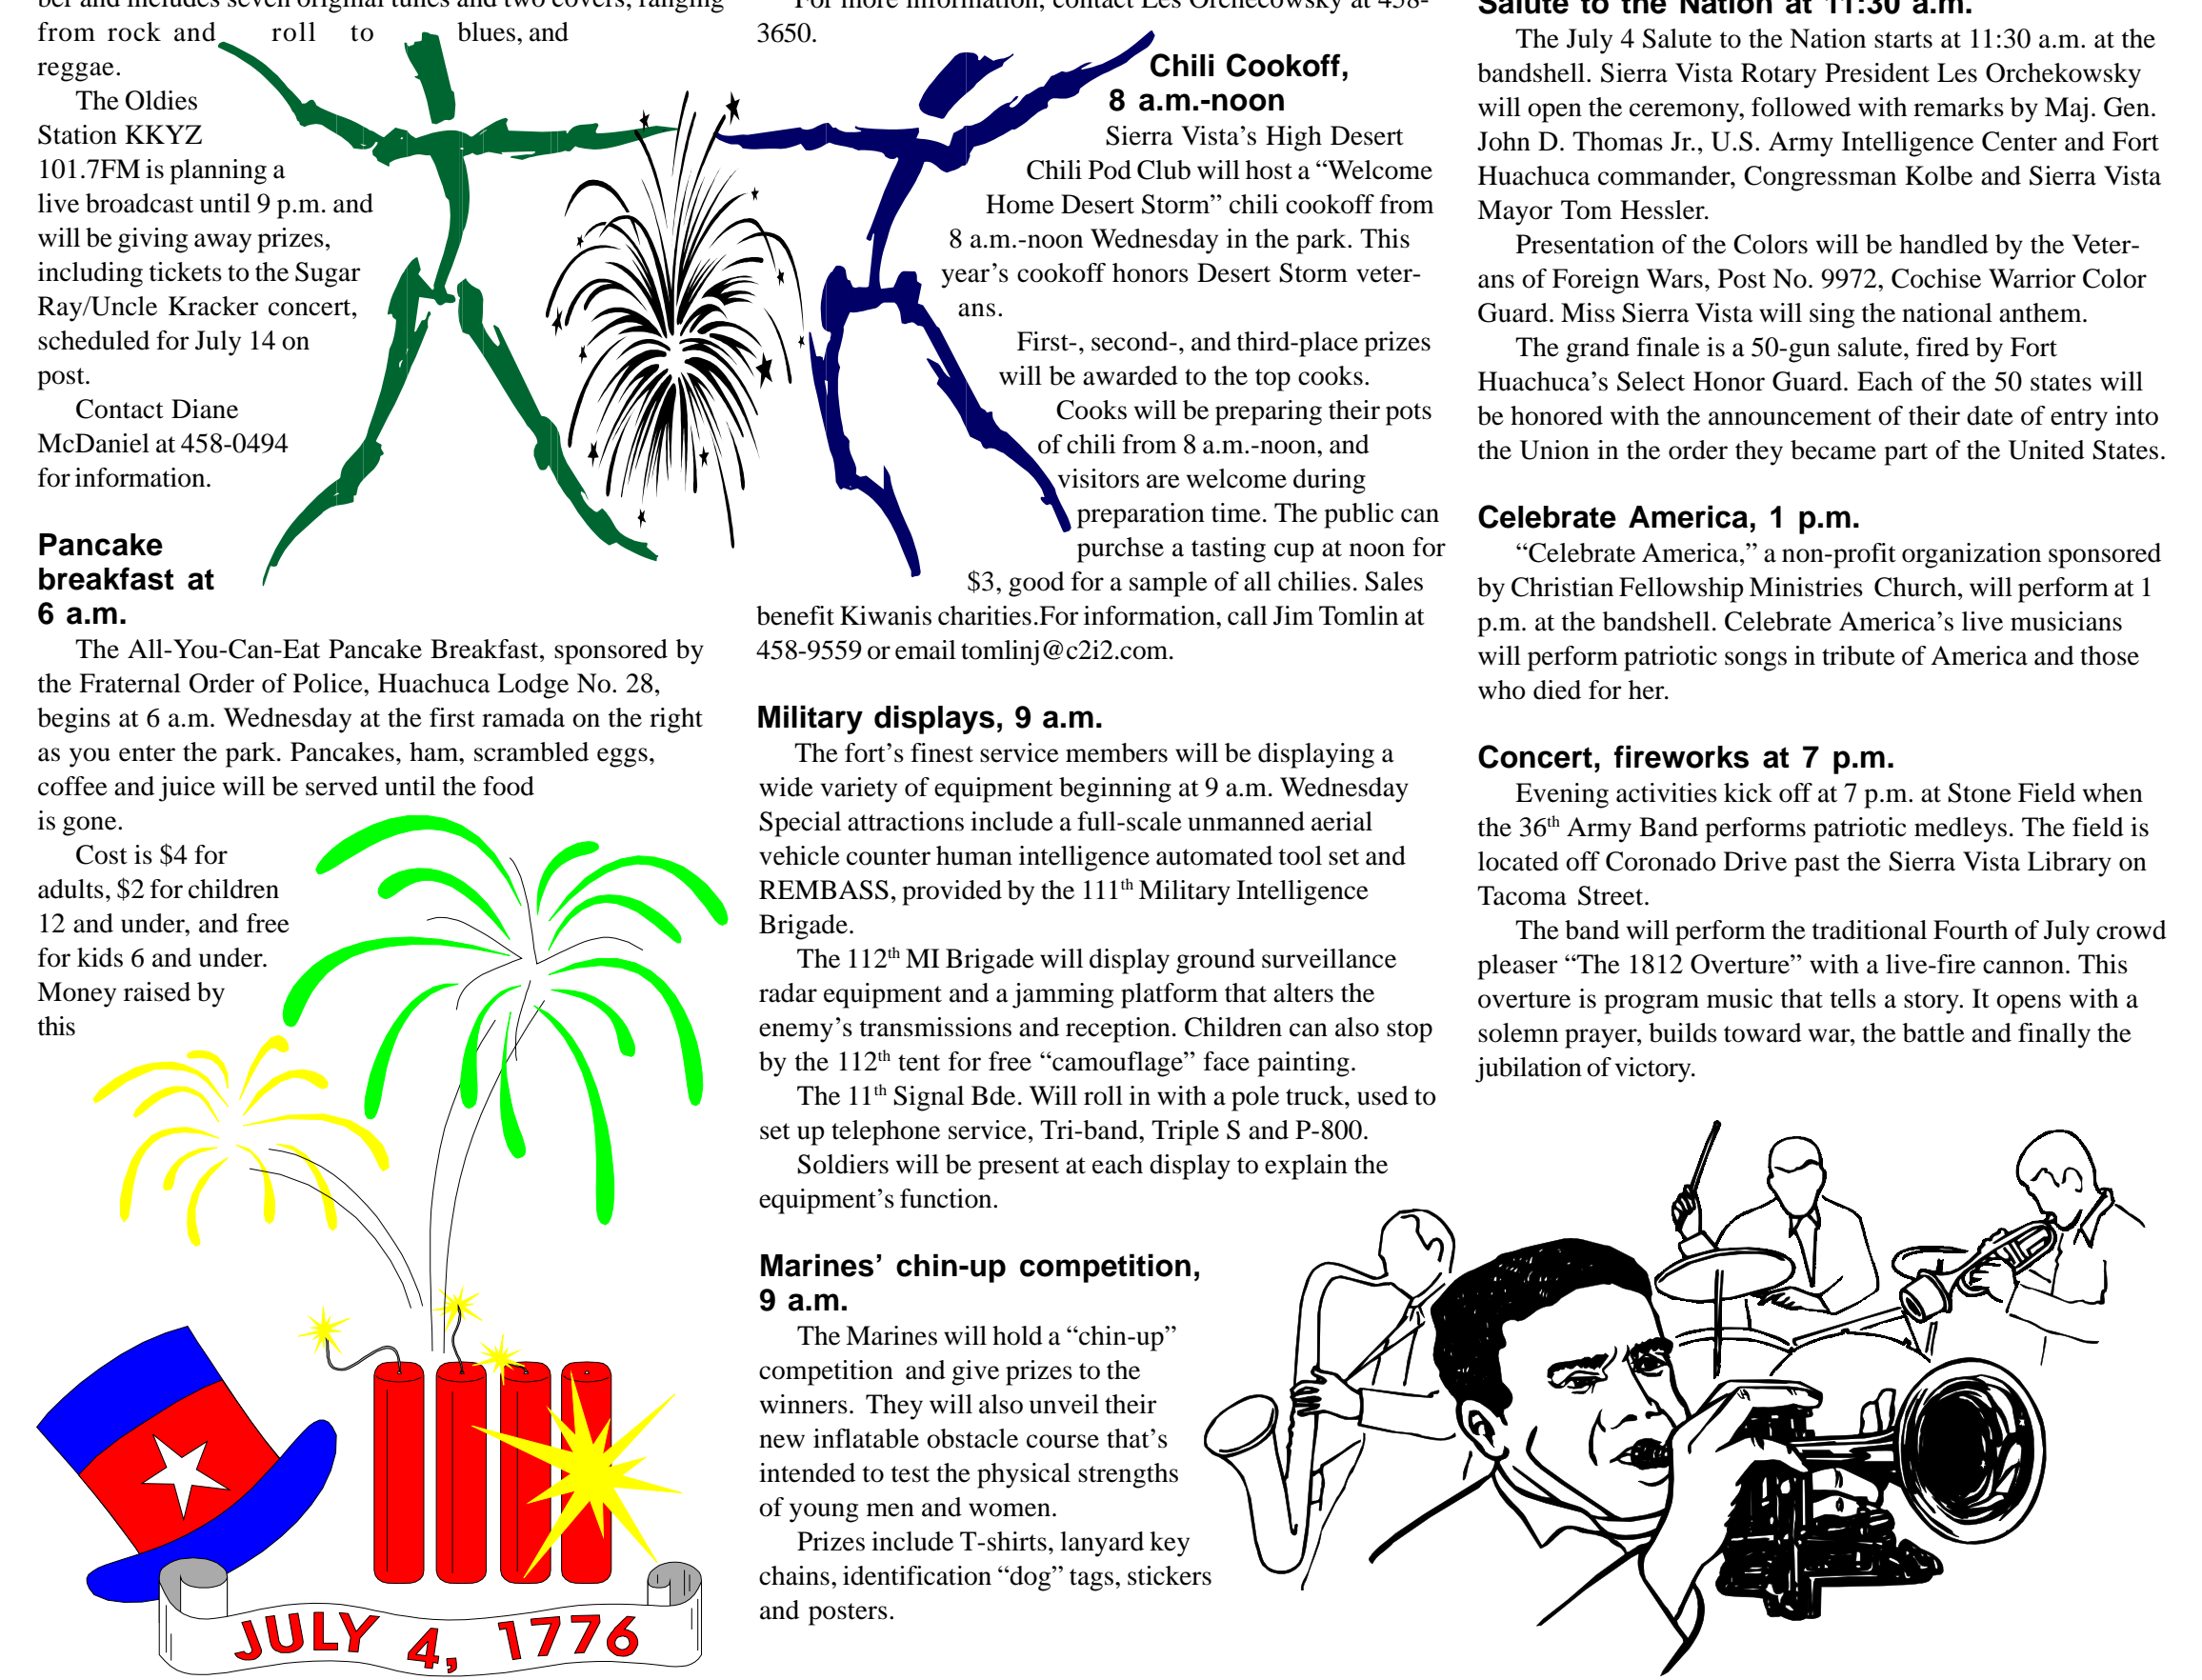 ber and includes seven original tunes and two covers, ranging
from rock and roll to blues, and
reggae.
The Oldies
Station KKYZ
101.7FM is planning a
live broadcast until 9 p.m. and
will be giving away prizes,
including tickets to the Sugar
Ray/Uncle Kracker concert,
scheduled for July 14 on
post.
Contact Diane
McDaniel at 458-0494
for information.
Pancake
breakfast at
6 a.m.
The All-You-Can-Eat Pancake Breakfast, sponsored by
the Fraternal Order of Police, Huachuca Lodge No. 28,
begins at 6 a.m. Wednesday at the first ramada on the right
as you enter the park. Pancakes, ham, scrambled eggs,
coffee and juice will be served until the food
is gone.
Cost is $4 for
adults, $2 for children
12 and under, and free
for kids 6 and under.
Money raised by
this
JULY 4, 1776
For more information, contact Les Orchecowsky at 458-
3650.
Chili Cookoff,
8 a.m.-noon
Sierra Vista’s High Desert
Chili Pod Club will host a “Welcome
Home Desert Storm” chili cookoff from
8 a.m.-noon Wednesday in the park. This
year’s cookoff honors Desert Storm veter-
ans.
First-, second-, and third-place prizes
will be awarded to the top cooks.
Cooks will be preparing their pots
of chili from 8 a.m.-noon, and
visitors are welcome during
preparation time. The public can
purchse a tasting cup at noon for
$3, good for a sample of all chilies. Sales
benefit Kiwanis charities.For information, call Jim Tomlin at
458-9559 or email tomlinj@c2i2.com.
Military displays, 9 a.m.
The fort’s finest service members will be displaying a
wide variety of equipment beginning at 9 a.m. Wednesday
Special attractions include a full-scale unmanned aerial
vehicle counter human intelligence automated tool set and
REMBASS, provided by the 111th Military Intelligence
Brigade.
The 112th MI Brigade will display ground surveillance
radar equipment and a jamming platform that alters the
enemy’s transmissions and reception. Children can also stop
by the 112th tent for free “camouflage” face painting.
The 11th Signal Bde. Will roll in with a pole truck, used to
set up telephone service, Tri-band, Triple S and P-800.
Soldiers will be present at each display to explain the
equipment’s function.
Marines’ chin-up competition,
9 a.m.
The Marines will hold a “chin-up”
competition and give prizes to the
winners. They will also unveil their
new inflatable obstacle course that’s
intended to test the physical strengths
of young men and women.
Prizes include T-shirts, lanyard key
chains, identification “dog” tags, stickers
and posters.
Salute to the Nation at 11:30 a.m.
The July 4 Salute to the Nation starts at 11:30 a.m. at the
bandshell. Sierra Vista Rotary President Les Orchekowsky
will open the ceremony, followed with remarks by Maj. Gen.
John D. Thomas Jr., U.S. Army Intelligence Center and Fort
Huachuca commander, Congressman Kolbe and Sierra Vista
Mayor Tom Hessler.
Presentation of the Colors will be handled by the Veter-
ans of Foreign Wars, Post No. 9972, Cochise Warrior Color
Guard. Miss Sierra Vista will sing the national anthem.
The grand finale is a 50-gun salute, fired by Fort
Huachuca’s Select Honor Guard. Each of the 50 states will
be honored with the announcement of their date of entry into
the Union in the order they became part of the United States.
Celebrate America, 1 p.m.
“Celebrate America,” a non-profit organization sponsored
by Christian Fellowship Ministries Church, will perform at 1
p.m. at the bandshell. Celebrate America’s live musicians
will perform patriotic songs in tribute of America and those
who died for her.
Concert, fireworks at 7 p.m.
Evening activities kick off at 7 p.m. at Stone Field when
the 36th Army Band performs patriotic medleys. The field is
located off Coronado Drive past the Sierra Vista Library on
Tacoma Street.
The band will perform the traditional Fourth of July crowd
pleaser “The 1812 Overture” with a live-fire cannon. This
overture is program music that tells a story. It opens with a
solemn prayer, builds toward war, the battle and finally the
jubilation of victory.